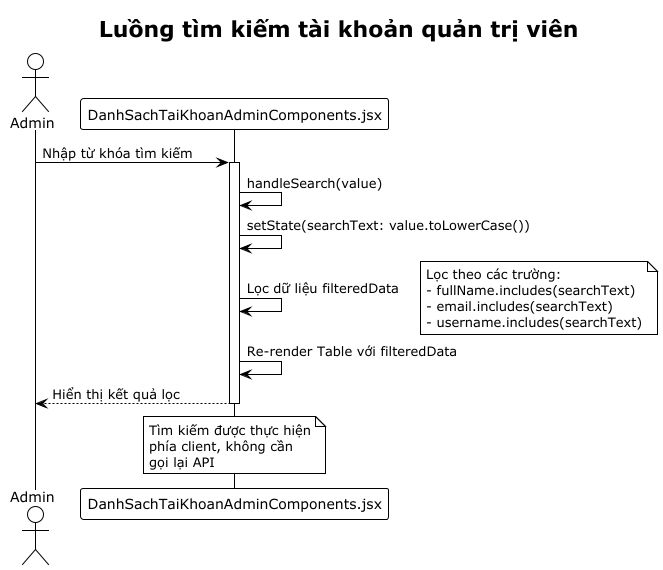 Luồng tìm kiếm tài khoản quản trị viên
Admin
DanhSachTaiKhoanAdminComponents.jsx
Nhập từ khóa tìm kiếm
handleSearch(value)
setState(searchText: value.toLowerCase())
Lọc dữ liệu filteredData
Lọc theo các trường:
- fullName.includes(searchText)
- email.includes(searchText)
- username.includes(searchText)
Re-render Table với filteredData
Hiển thị kết quả lọc
Tìm kiếm được thực hiện
phía client, không cần
gọi lại API
Admin
DanhSachTaiKhoanAdminComponents.jsx